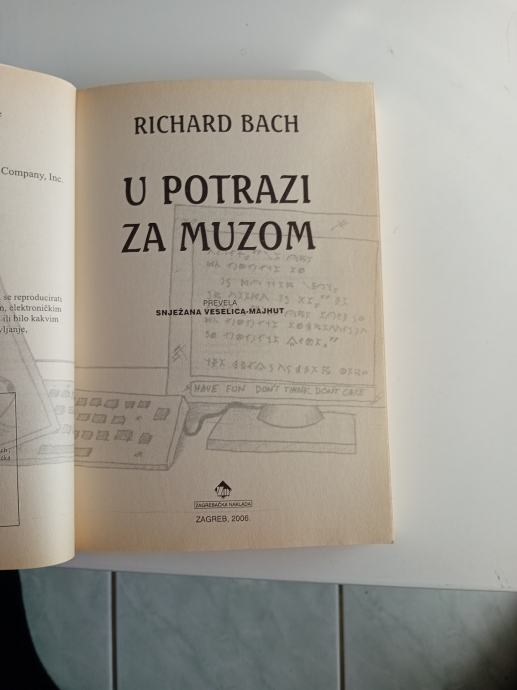 Company, Inc.
se reproducirati
elektroničkim
ili bilo kakvim
RICHARD BACH
U POTRAZI
ZA MUZOM
PREVELA
SNJEŽANA VESELICA-MAJHUT
HAVE FUN DON'T THINK DON'T CARE
ZAGREBAČKA NAKLADA
ZAGREB, 2006.